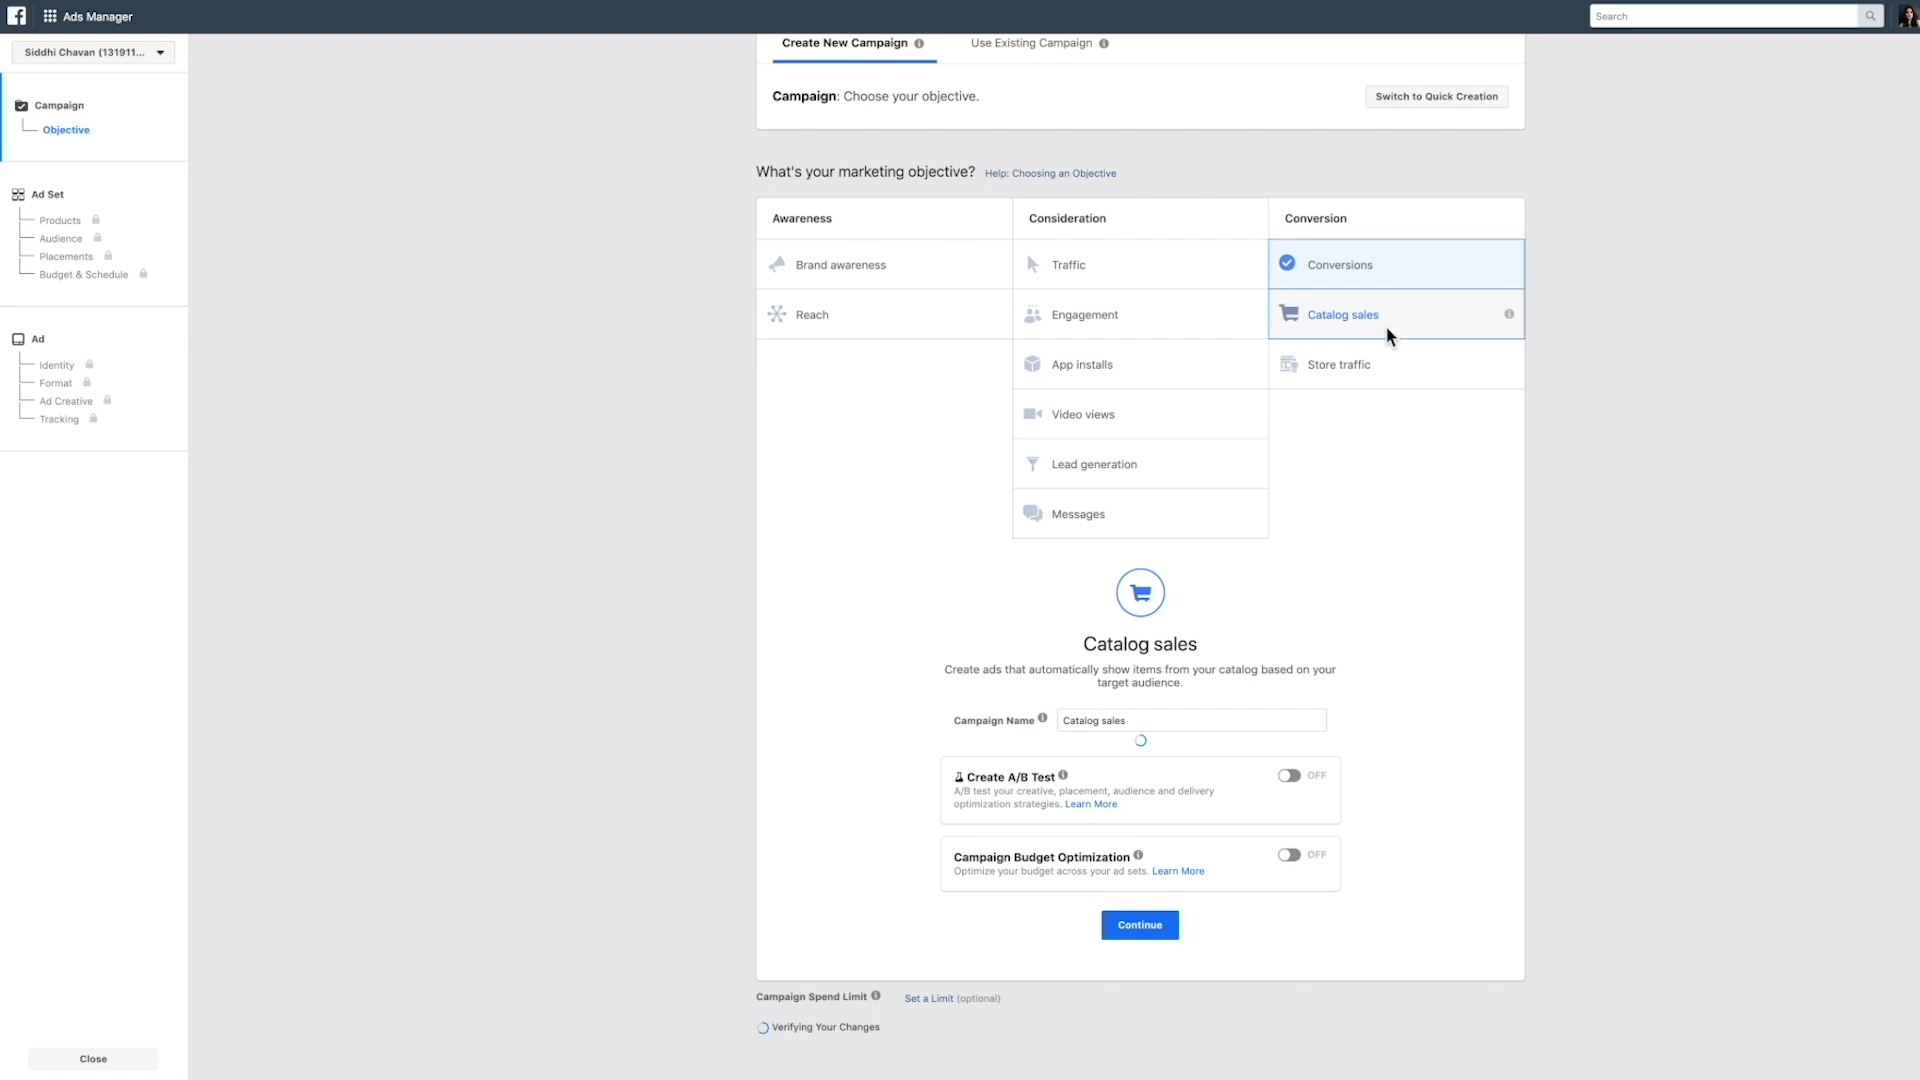 Ads Manager
Search
Siddhi Chavan (131911...
Campaign
Objective
Ad Set
Products
Audience
Placements
Budget & Schedule
Ad
Identity
Format
Ad Creative
Tracking
Close
Create New Campaign
Use Existing Campaign
Campaign: Choose your objective.
Switch to Quick Creation
What's your marketing objective? Help: Choosing an Objective
Awareness
Consideration
Conversion
Brand awareness
Traffic
Conversions
Reach
Engagement
Catalog sales
App installs
Store traffic
Video views
Lead generation
Messages
Catalog sales
Create ads that automatically show items from your catalog based on your
target audience.
Campaign Name
Catalog sales
Create A/B Test
OFF
A/B test your creative, placement, audience and delivery
optimization strategies. Learn More
Campaign Budget Optimization
OFF
Optimize your budget across your ad sets. Learn More
Continue
Campaign Spend Limit
Set a Limit (optional)
Verifying Your Changes